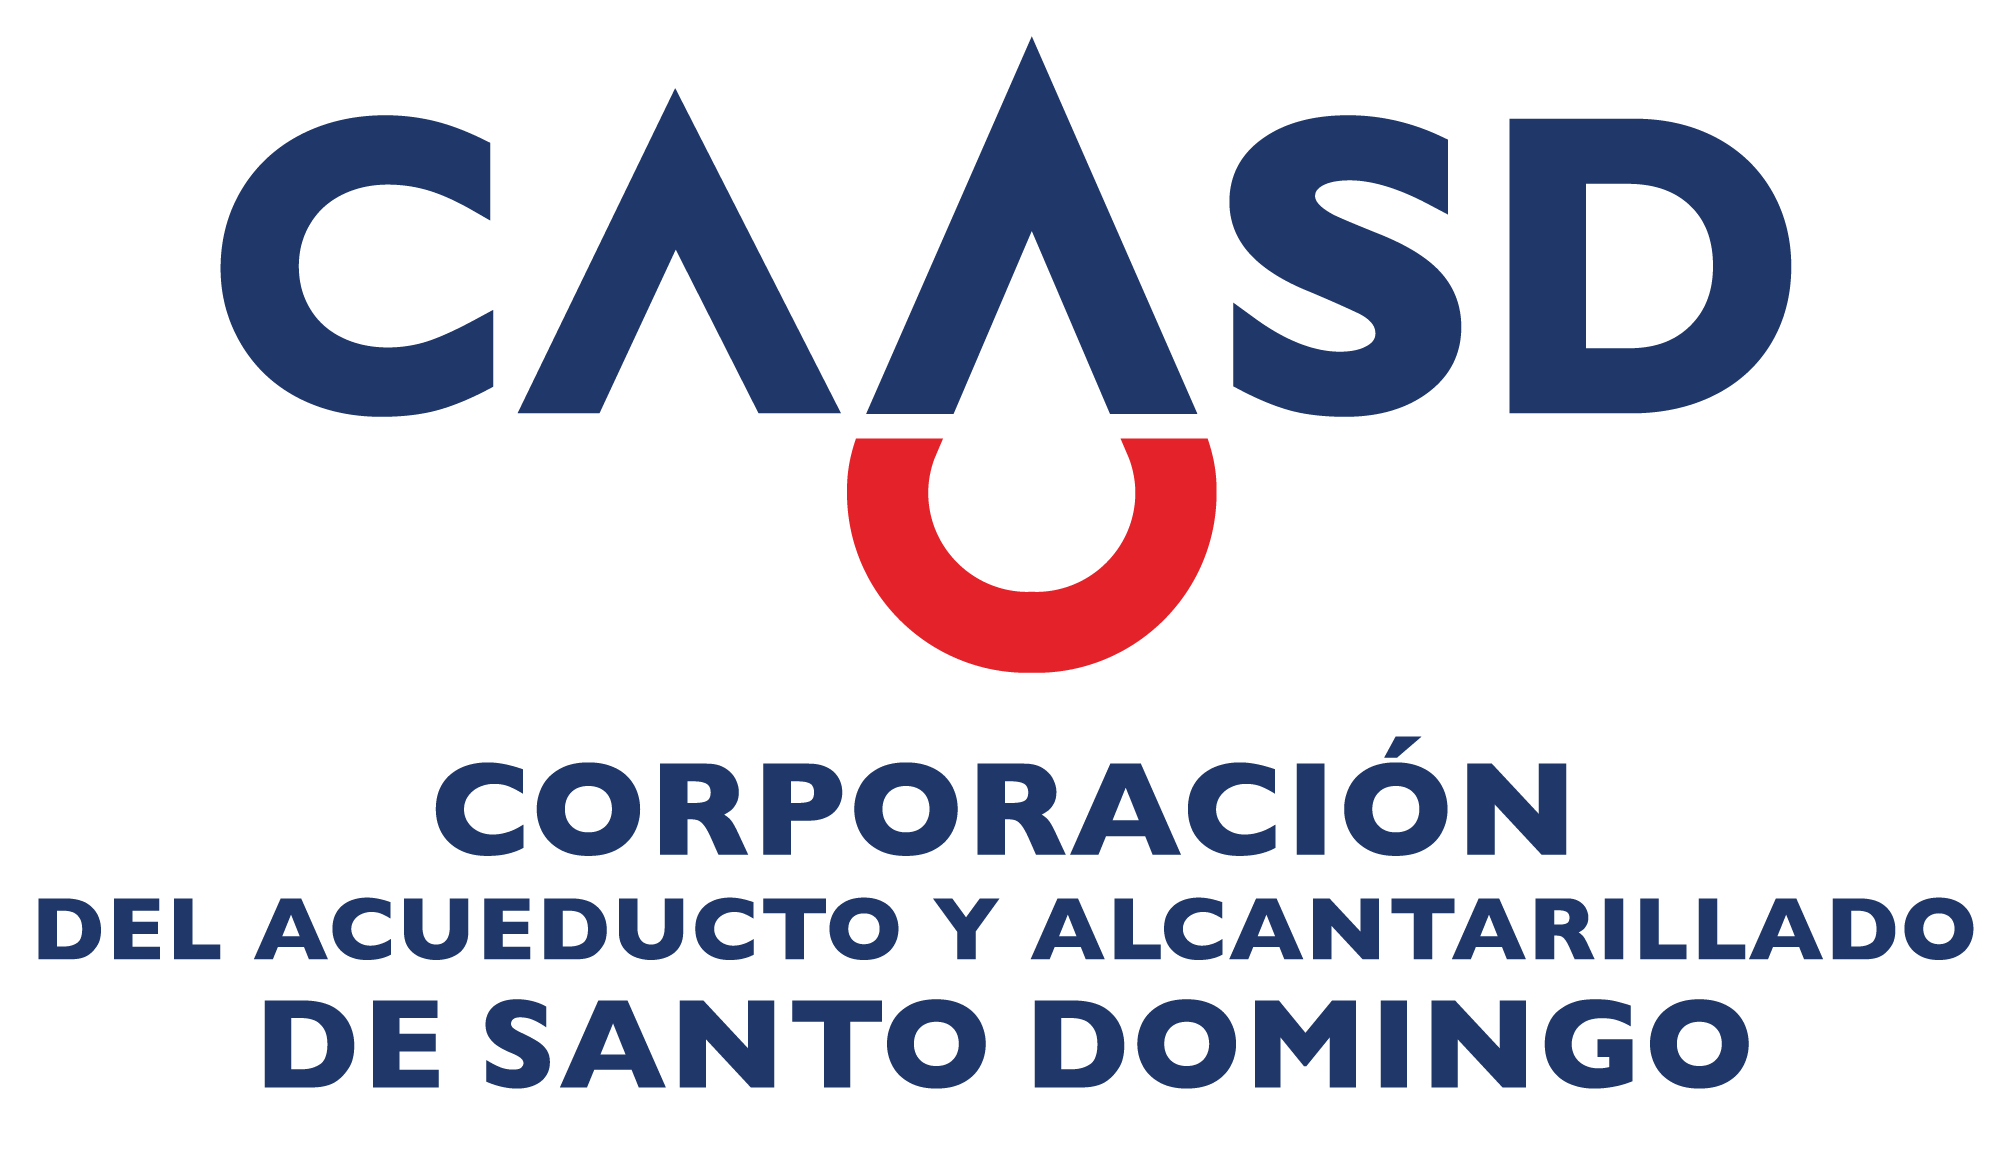 CAASD
CORPORACIÓN
DEL ACUEDUCTO Y ALCANTARILLADO
DE SANTO DOMINGO